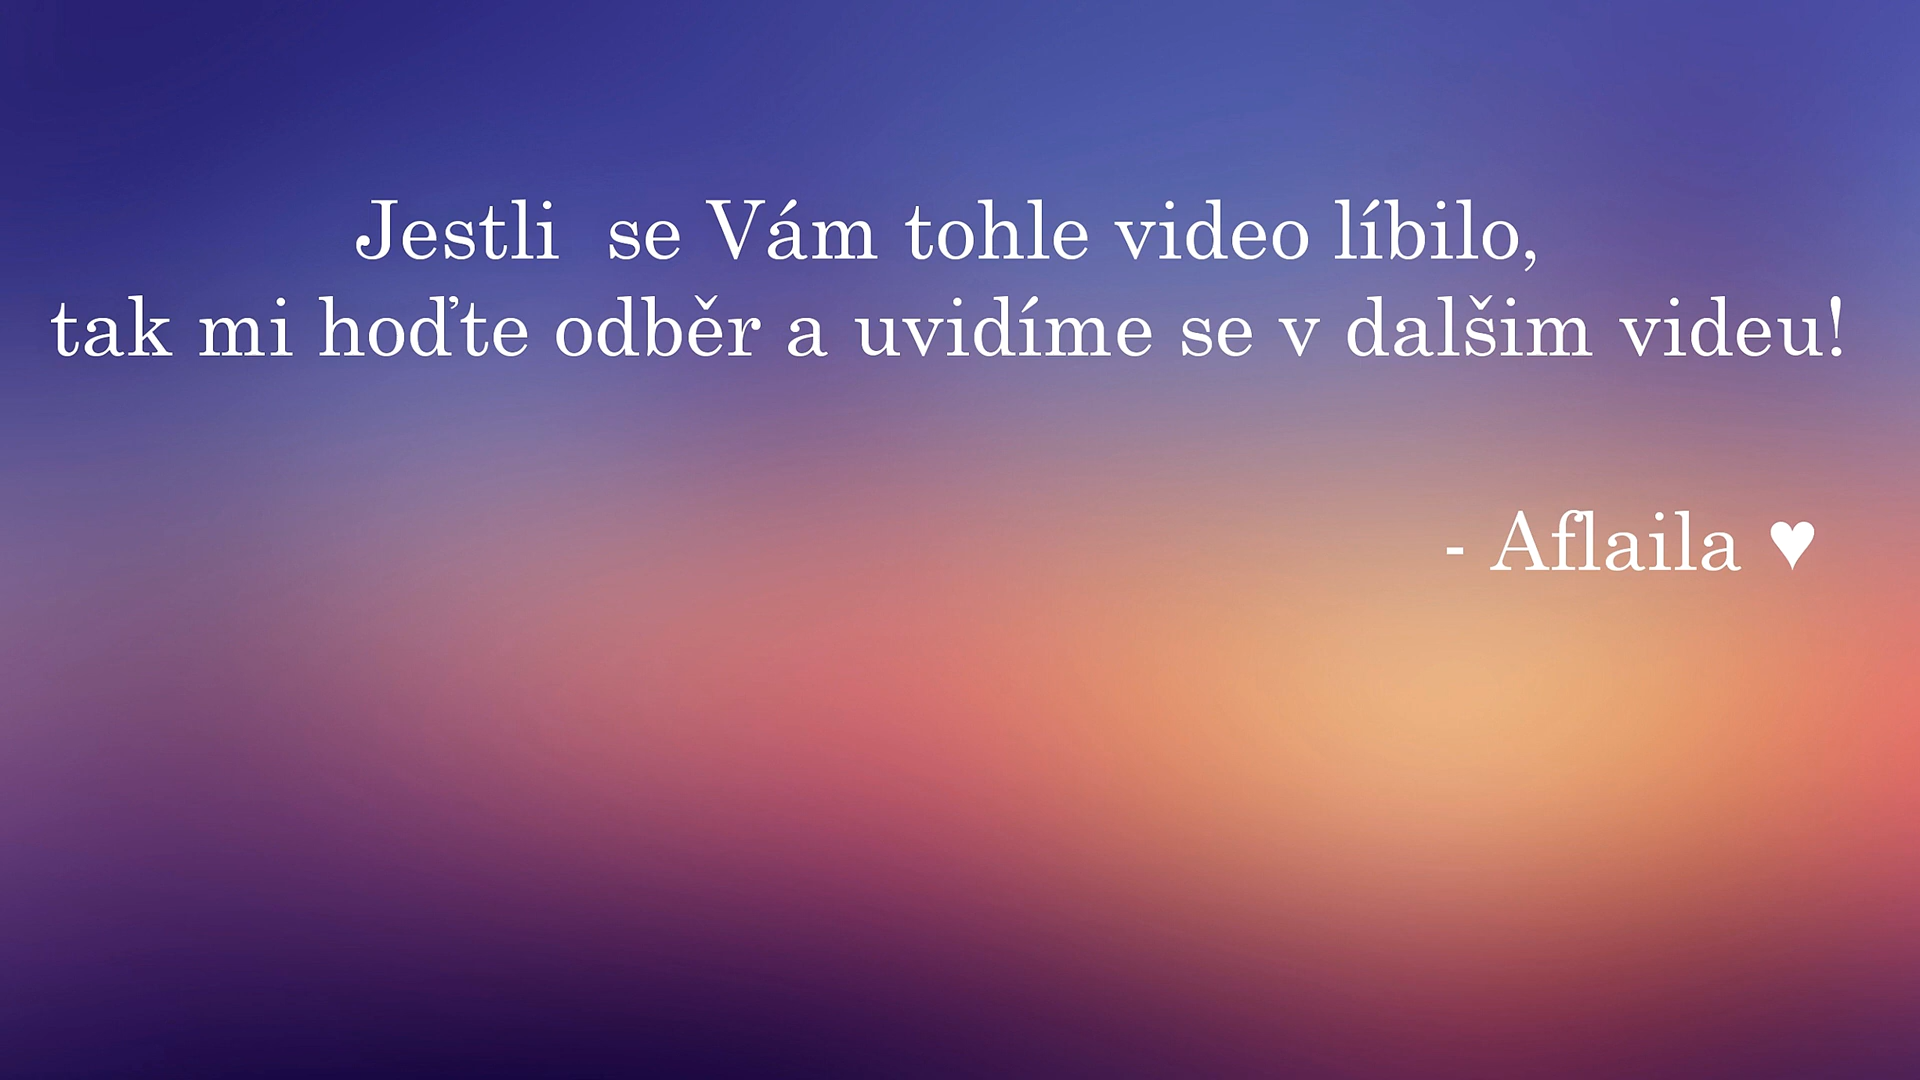 Jestli  se Vám tohle video líbilo,
tak mi hoďte odběr a uvidíme se v dalšim videu!
- Aflaila ♥